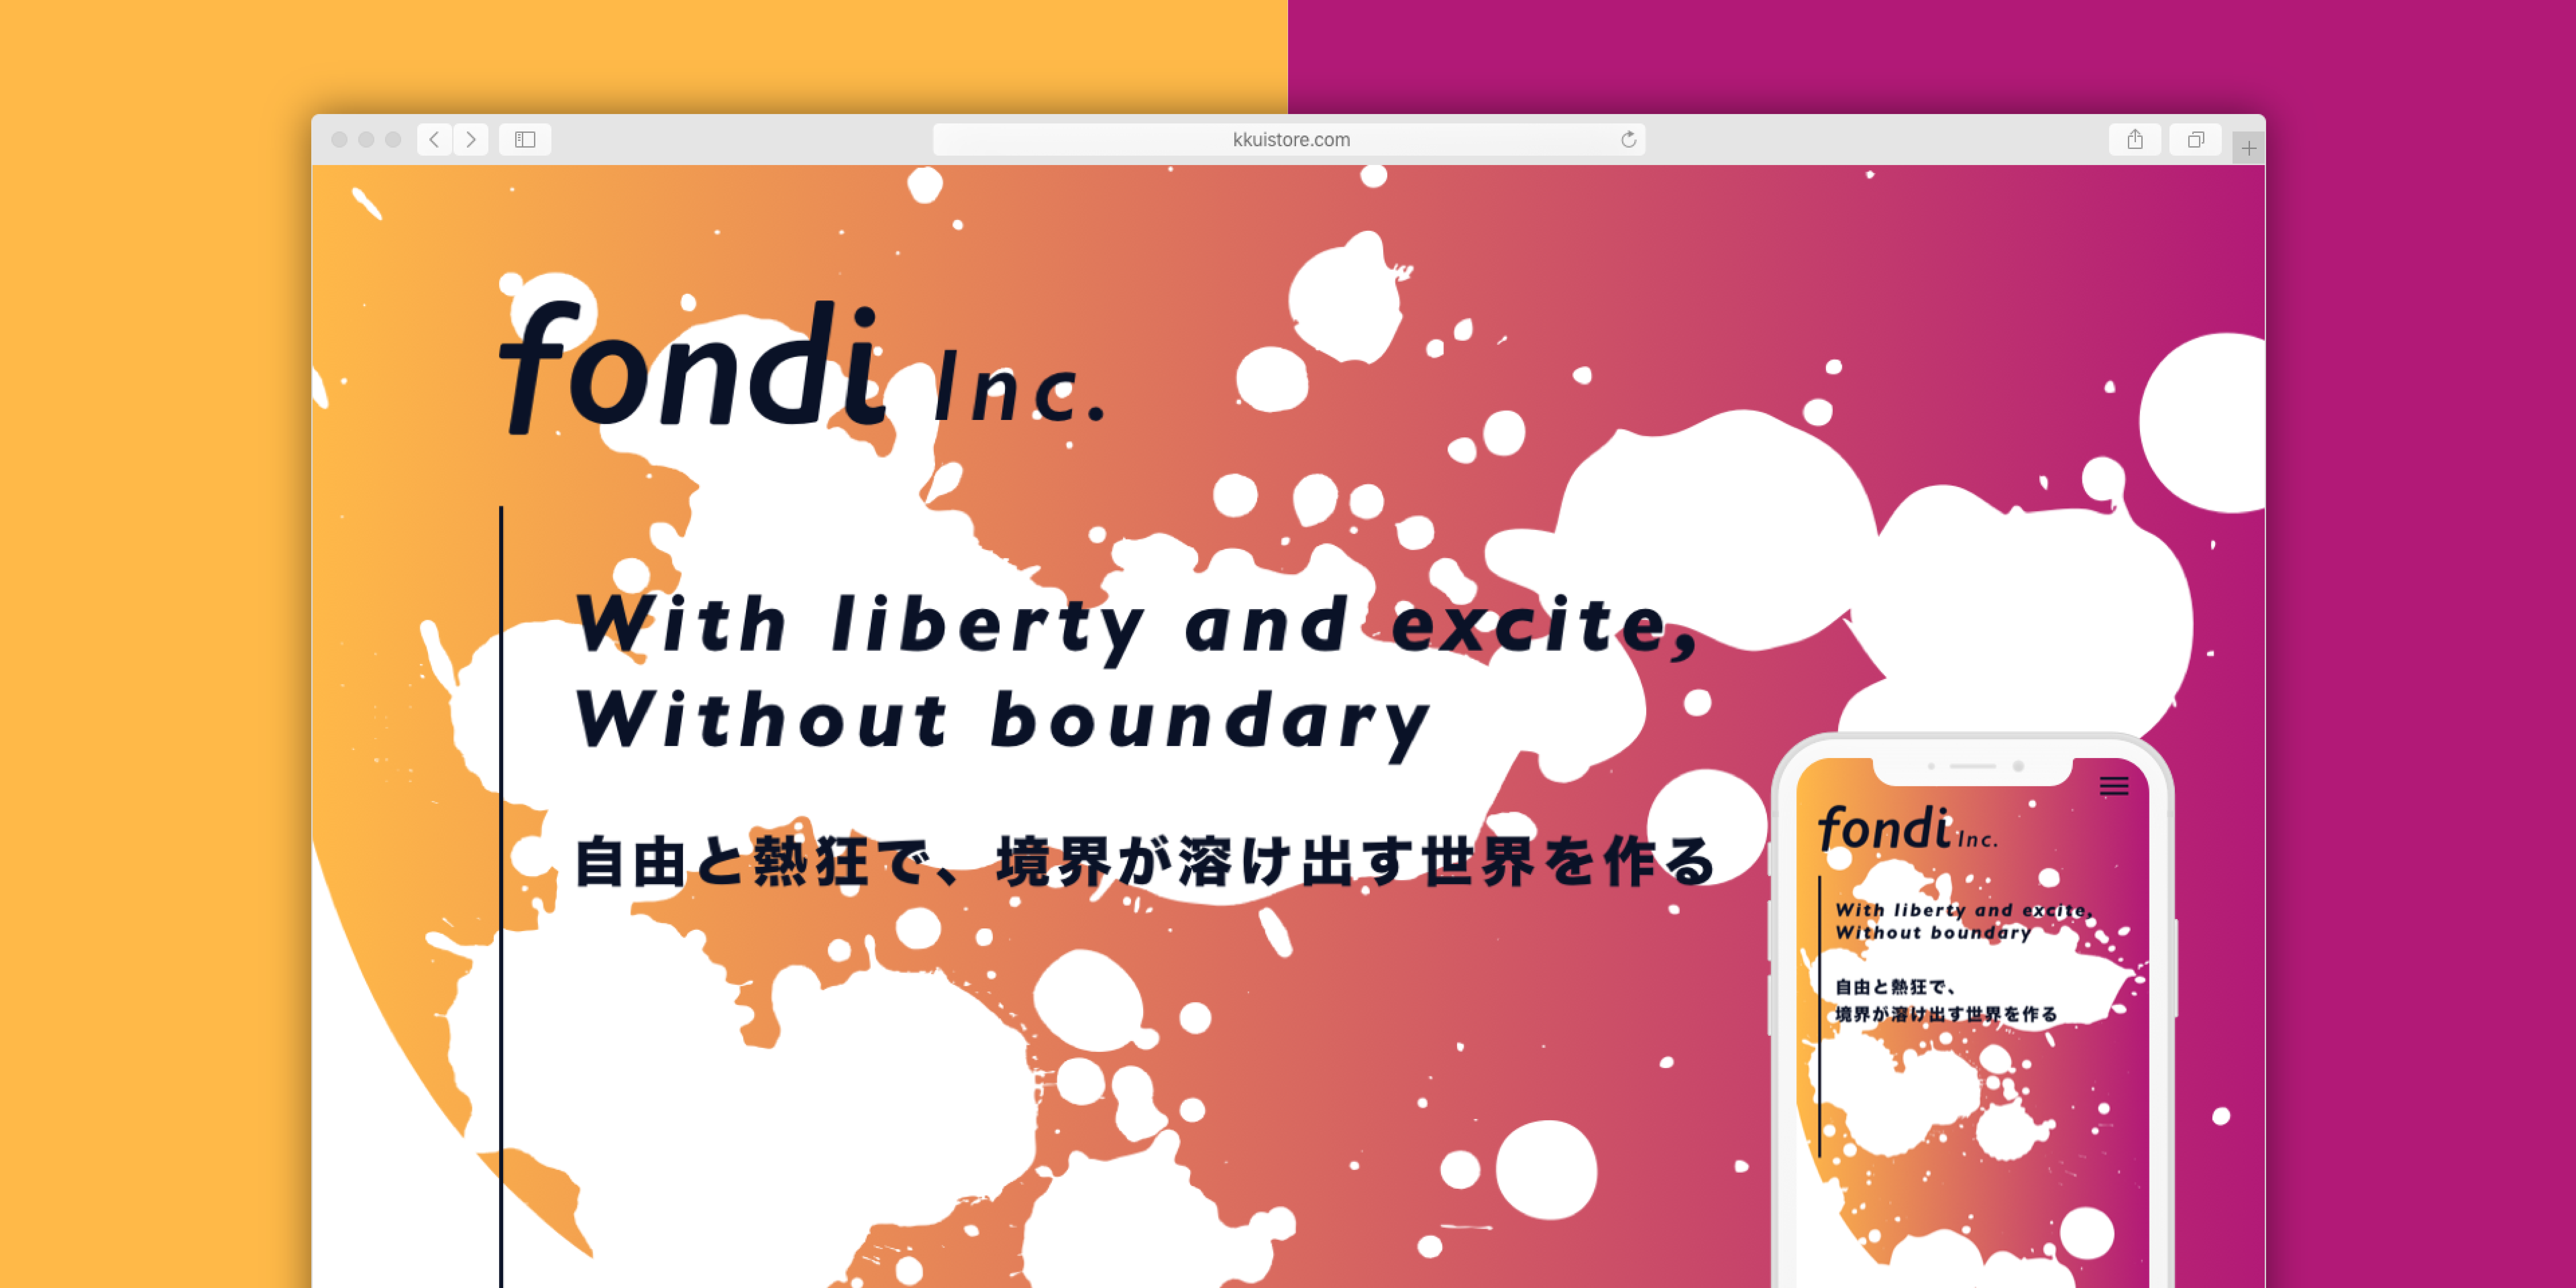 kkuistore.com
fondi Inc.
With liberty and excite,
Without boundary
自由と熱狂で、境界が溶け出す世界を作る
fondi Inc.
With liberty and excite,
Without boundary
自由と熱狂で、
境界が溶け出す世界を作る